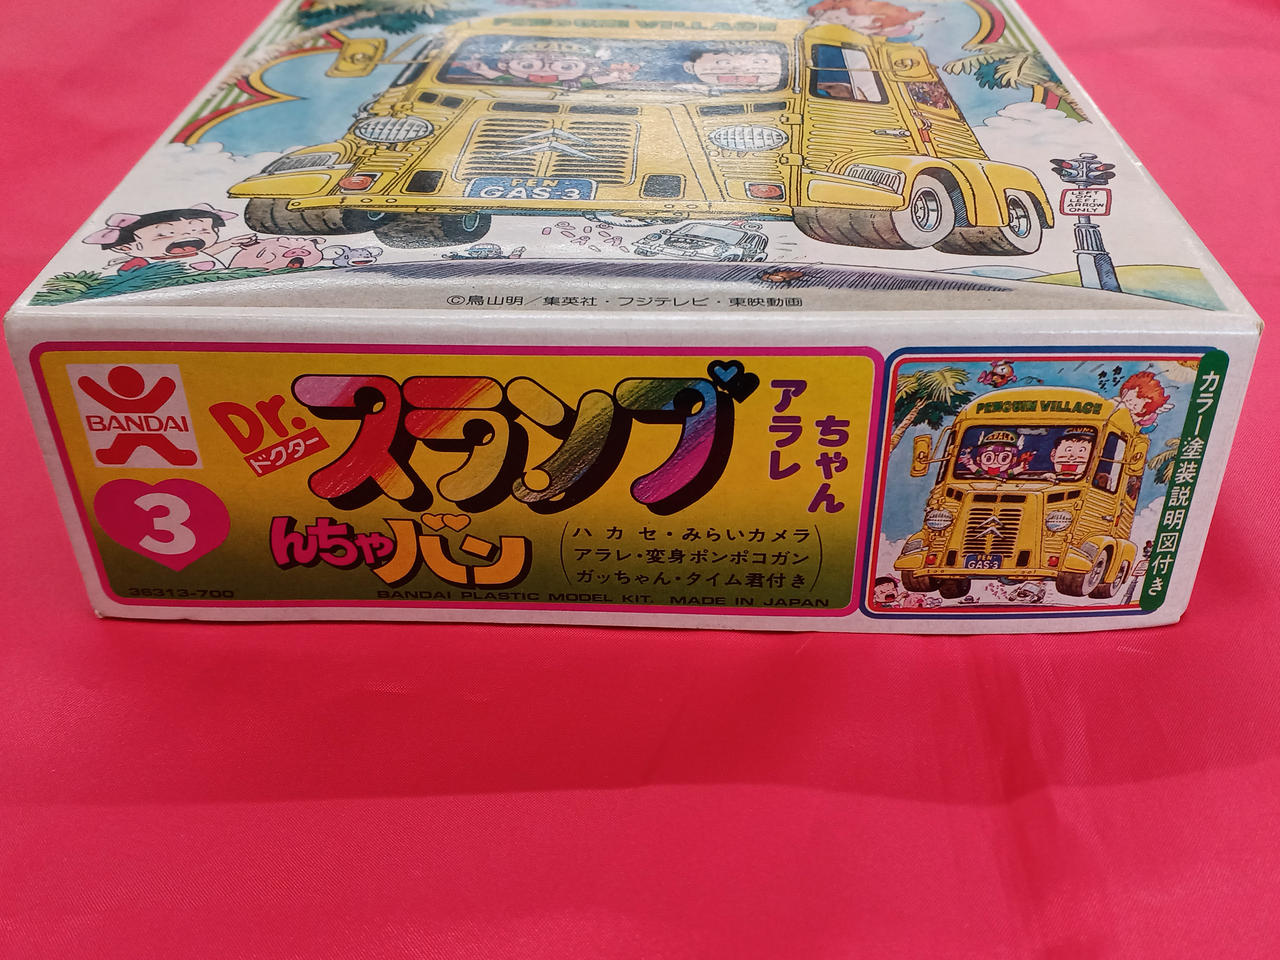 PENGUIN VILLAGE
PEN
GAS-3
LEFT
ON
LEFT
ARROW
ONLY
©鳥山明／集英社・フジテレビ・東映動画
BANDAI
3
Dr.
ドクター
スランプ
アラレ
ちゃん
んちゃバン
ハカセ・みらいカメラ
アラレ・変身ポンポコガン
ガッちゃん・タイム君付き
36313-700
BANDAI PLASTIC MODEL KIT. MADE IN JAPAN
PENGUIN VILLAGE
PEN
GAS-3
カラー塗装説明図付き